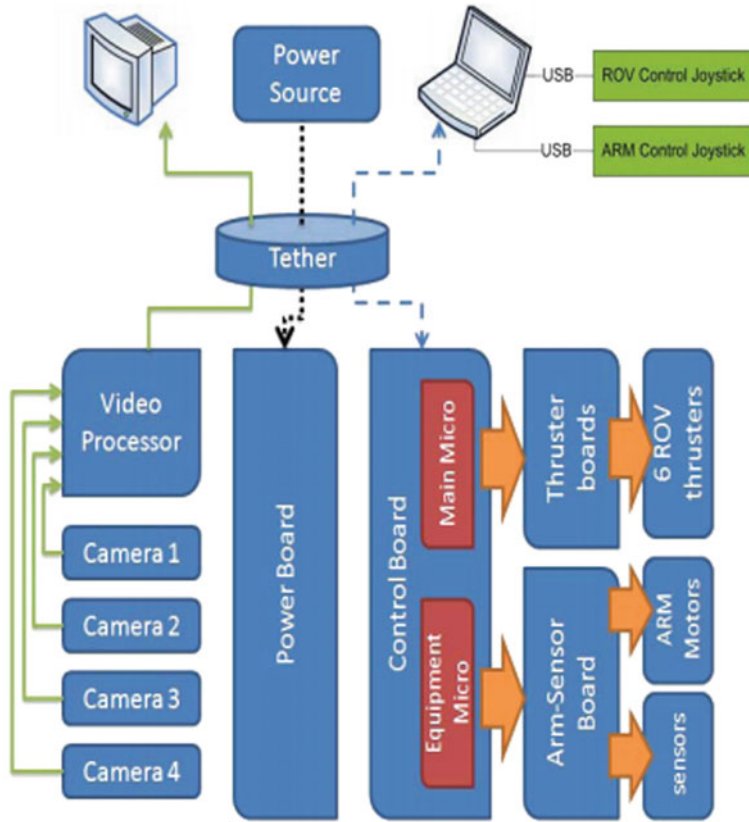 Power
Source
USB
ROV Control Joystick
USB
ARM Control Joystick
Tether
Video
Processor
Camera 1
Camera 2
Camera 3
Camera 4
Power Board
Control Board
Main Micro
Equipment
Micro
Thruster
boards
6 ROV
thrusters
Arm-Sensor
Board
ARM
Motors
sensors